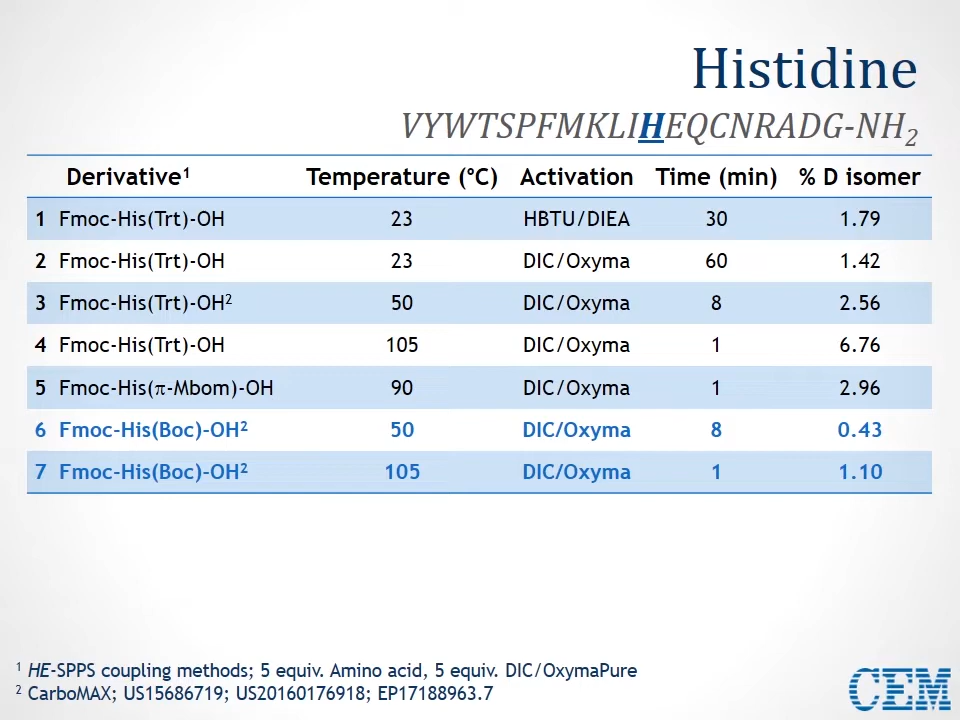 Histidine
VYWTSPFMKLIHEQCNRADG-NH₂
Derivative¹ Temperature (°C) Activation Time (min) % D isomer
1 Fmoc-His(Trt)-OH 23 HBTU/DIEA 30 1.79
2 Fmoc-His(Trt)-OH 23 DIC/Oxyma 60 1.42
3 Fmoc-His(Trt)-OH² 50 DIC/Oxyma 8 2.56
4 Fmoc-His(Trt)-OH 105 DIC/Oxyma 1 6.76
5 Fmoc-His(π-Mbom)-OH 90 DIC/Oxyma 1 2.96
6 Fmoc-His(Boc)-OH² 50 DIC/Oxyma 8 0.43
7 Fmoc-His(Boc)-OH² 105 DIC/Oxyma 1 1.10
¹ HE-SPPS coupling methods; 5 equiv. Amino acid, 5 equiv. DIC/OxymaPure
² CarboMAX; US15686719; US20160176918; EP17188963.7
CEM